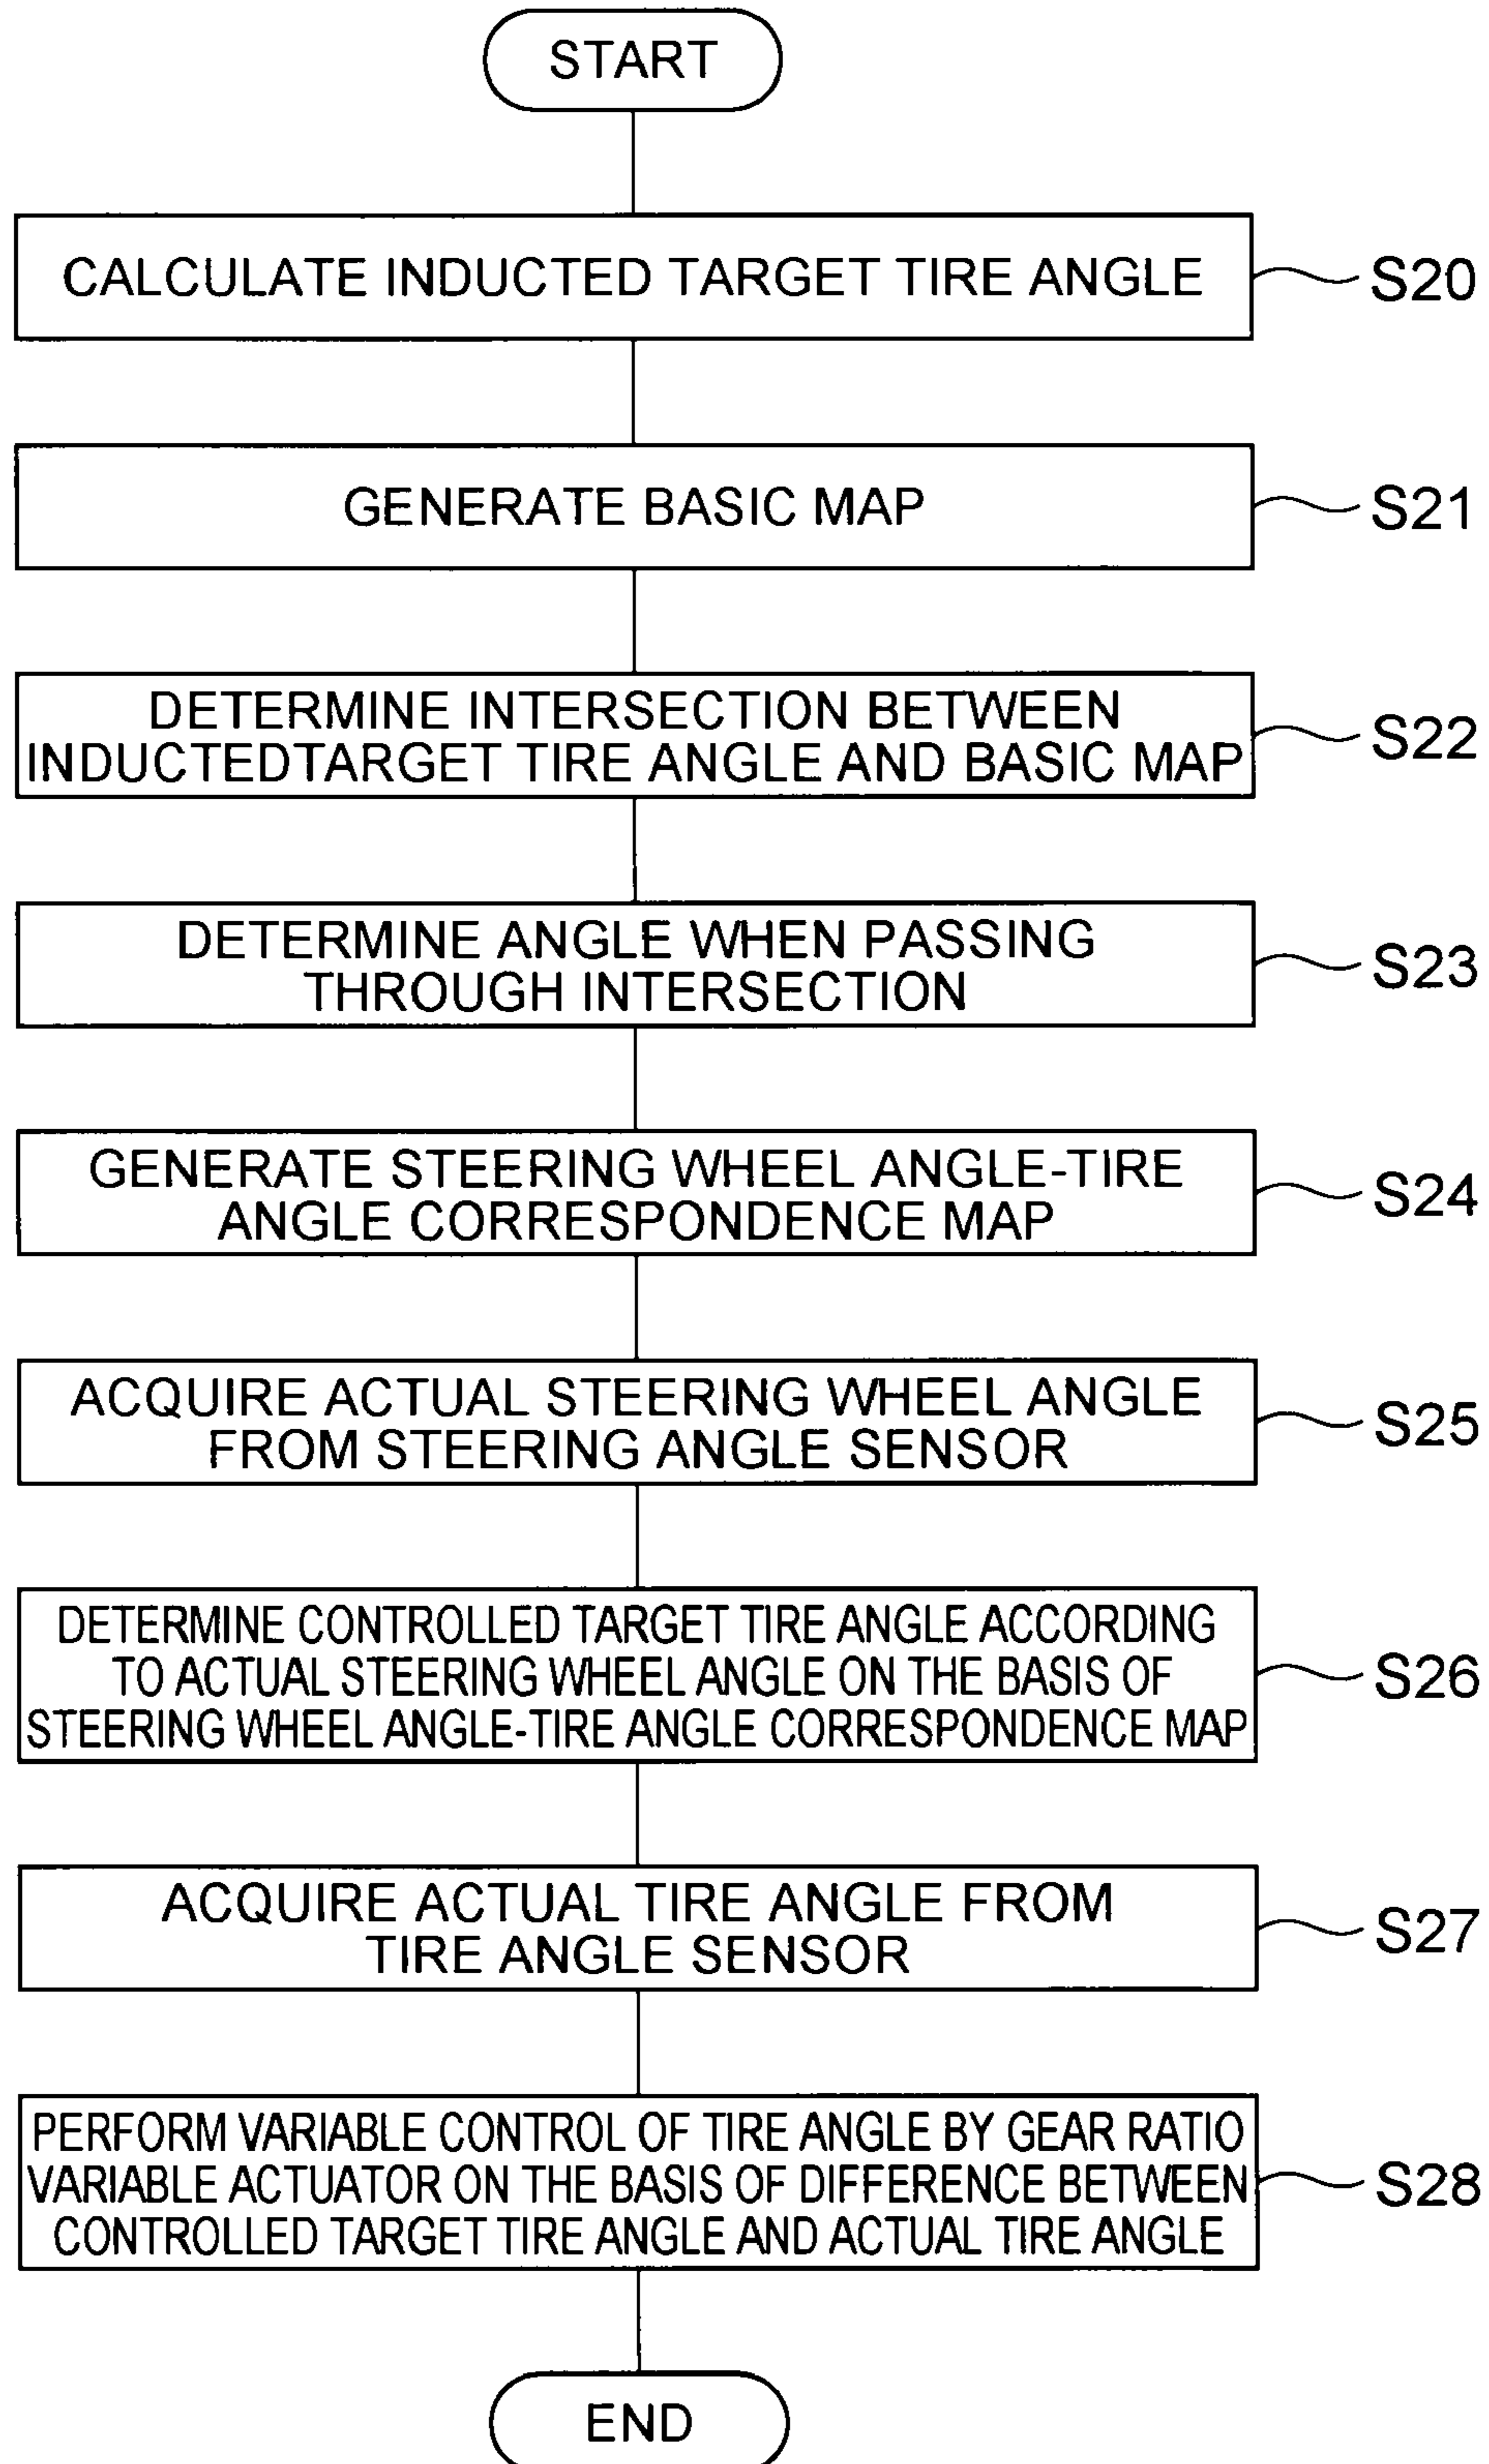 START
CALCULATE INDUCTED TARGET TIRE ANGLE
S20
GENERATE BASIC MAP
S21
DETERMINE INTERSECTION BETWEEN
INDUCTEDTARGET TIRE ANGLE AND BASIC MAP
S22
DETERMINE ANGLE WHEN PASSING
THROUGH INTERSECTION
S23
GENERATE STEERING WHEEL ANGLE-TIRE
ANGLE CORRESPONDENCE MAP
S24
ACQUIRE ACTUAL STEERING WHEEL ANGLE
FROM STEERING ANGLE SENSOR
S25
DETERMINE CONTROLLED TARGET TIRE ANGLE ACCORDING
TO ACTUAL STEERING WHEEL ANGLE ON THE BASIS OF
STEERING WHEEL ANGLE-TIRE ANGLE CORRESPONDENCE MAP
S26
ACQUIRE ACTUAL TIRE ANGLE FROM
TIRE ANGLE SENSOR
S27
PERFORM VARIABLE CONTROL OF TIRE ANGLE BY GEAR RATIO
VARIABLE ACTUATOR ON THE BASIS OF DIFFERENCE BETWEEN
CONTROLLED TARGET TIRE ANGLE AND ACTUAL TIRE ANGLE
S28
END